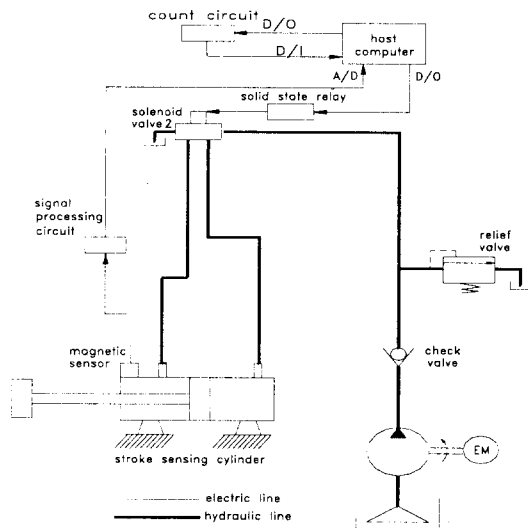 count circuit
D/O
host
computer
D/I
A/D
D/O
solid state relay
solenoid
valve 2
signal
processing
circuit
relief
valve
magnetic
sensor
check
valve
EM
stroke sensing cylinder
electric line
hydraulic line